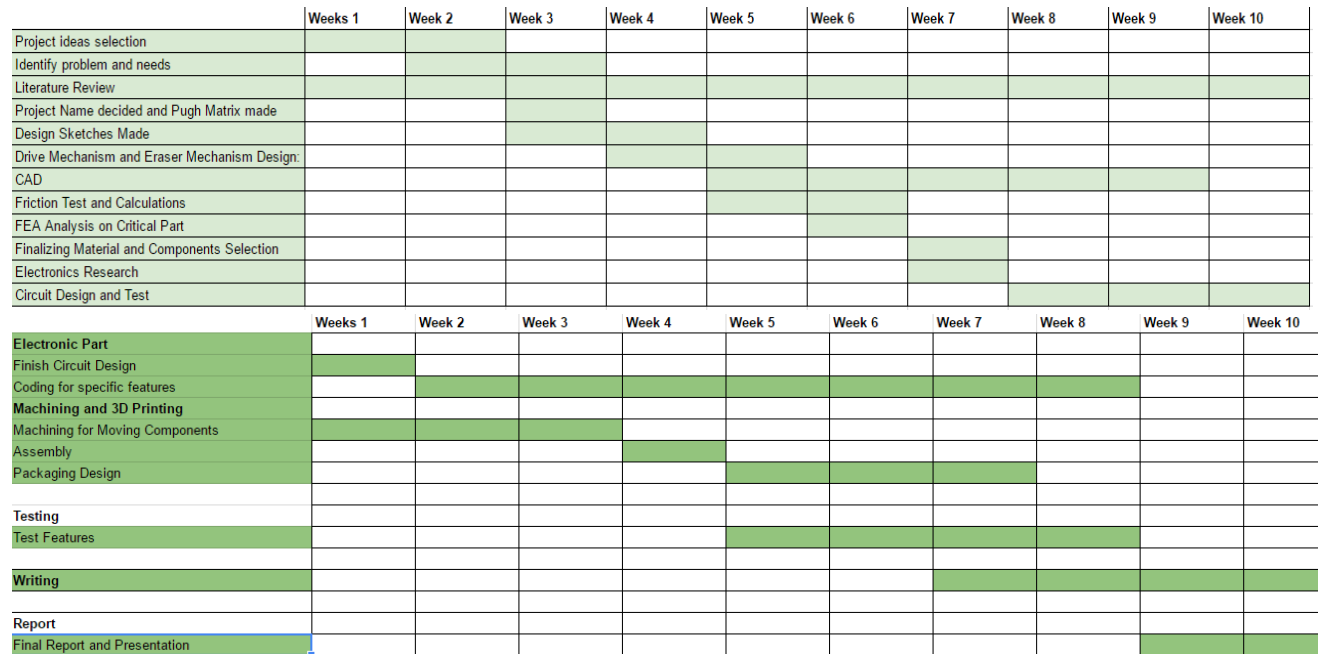 Weeks 1 Week 2 Week 3 Week 4 Week 5 Week 6 Week 7 Week 8 Week 9 Week 10
Project ideas selection
Identify problem and needs
Literature Review
Project Name decided and Pugh Matrix made
Design Sketches Made
Drive Mechanism and Eraser Mechanism Design:
CAD
Friction Test and Calculations
FEA Analysis on Critical Part
Finalizing Material and Components Selection
Electronics Research
Circuit Design and Test
Weeks 1 Week 2 Week 3 Week 4 Week 5 Week 6 Week 7 Week 8 Week 9 Week 10
Electronic Part
Finish Circuit Design
Coding for specific features
Machining and 3D Printing
Machining for Moving Components
Assembly
Packaging Design
Testing
Test Features
Writing
Report
Final Report and Presentation